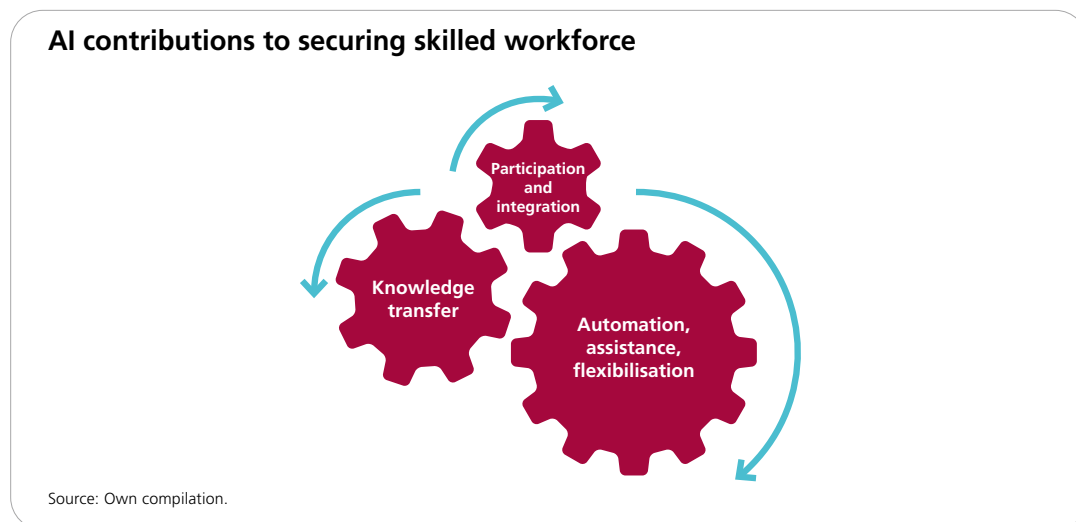 AI contributions to securing skilled workforce
Participation
and
integration
Knowledge
transfer
Automation,
assistance,
flexibilisation
Source: Own compilation.